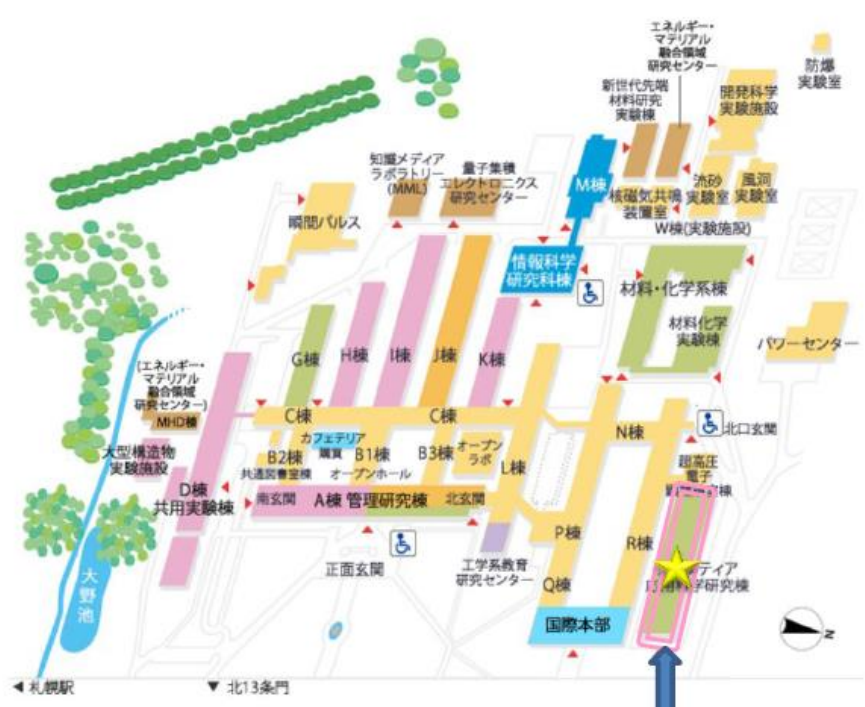 エネルギー・
マテリアル
融合領域
研究センター
防爆
実験室
新世代先端
材料研究
実験棟
開発科学
実験施設
知識メディア
ラボラトリー
(MML)
量子集積
エレクトロニクス
研究センター
M棟
核磁気共鳴
装置室
流砂
実験室
風洞
実験室
W棟(実験施設)
瞬間パルス
情報科学
研究科棟
材料・化学系棟
材料化学
実験棟
パワーセンター
G棟
H棟
I棟
J棟
K棟
(エネルギー・
マテリアル
融合領域
研究センター)
MHD棟
C棟
C棟
N棟
北口玄関
カフェテリア
購買
B2棟
B1棟
B3棟
オープン
ラボ
L棟
大型構造物
実験施設
共通図書室棟
オープンホール
超高圧
電子
棟
D棟
共用実験棟
南玄関
A棟 管理研究棟
北玄関
P棟
R棟
正面玄関
工学系教育
研究センター
Q棟
ティア
科学研究棟
大野池
国際本部
N
札幌駅
北13条門